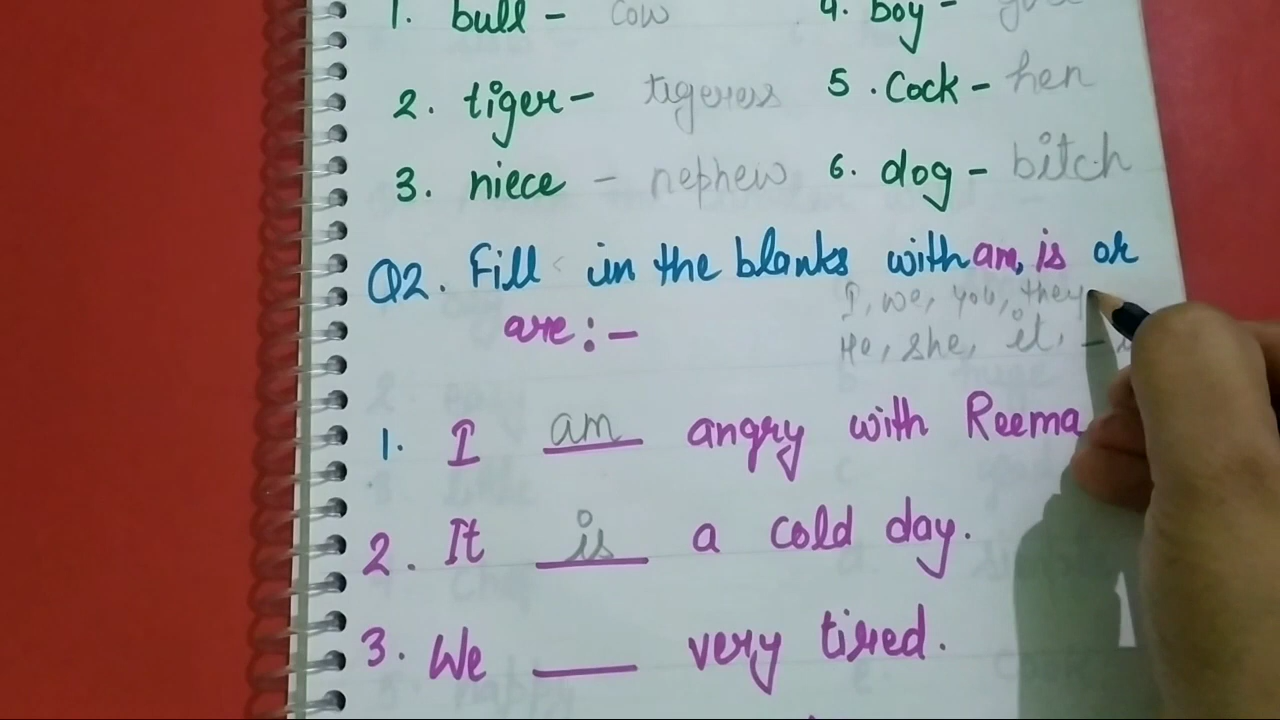 1. bull - cow 4. boy -
2. tiger - tigeress 5. cock - hen
3. niece - nephew 6. dog - bitch
Q2. Fill in the blanks with am, is or
are:-
I, we, you, they
He, she, it, -
1. I am angry with Reema
2. It is a cold day.
3. We ____ very tired.